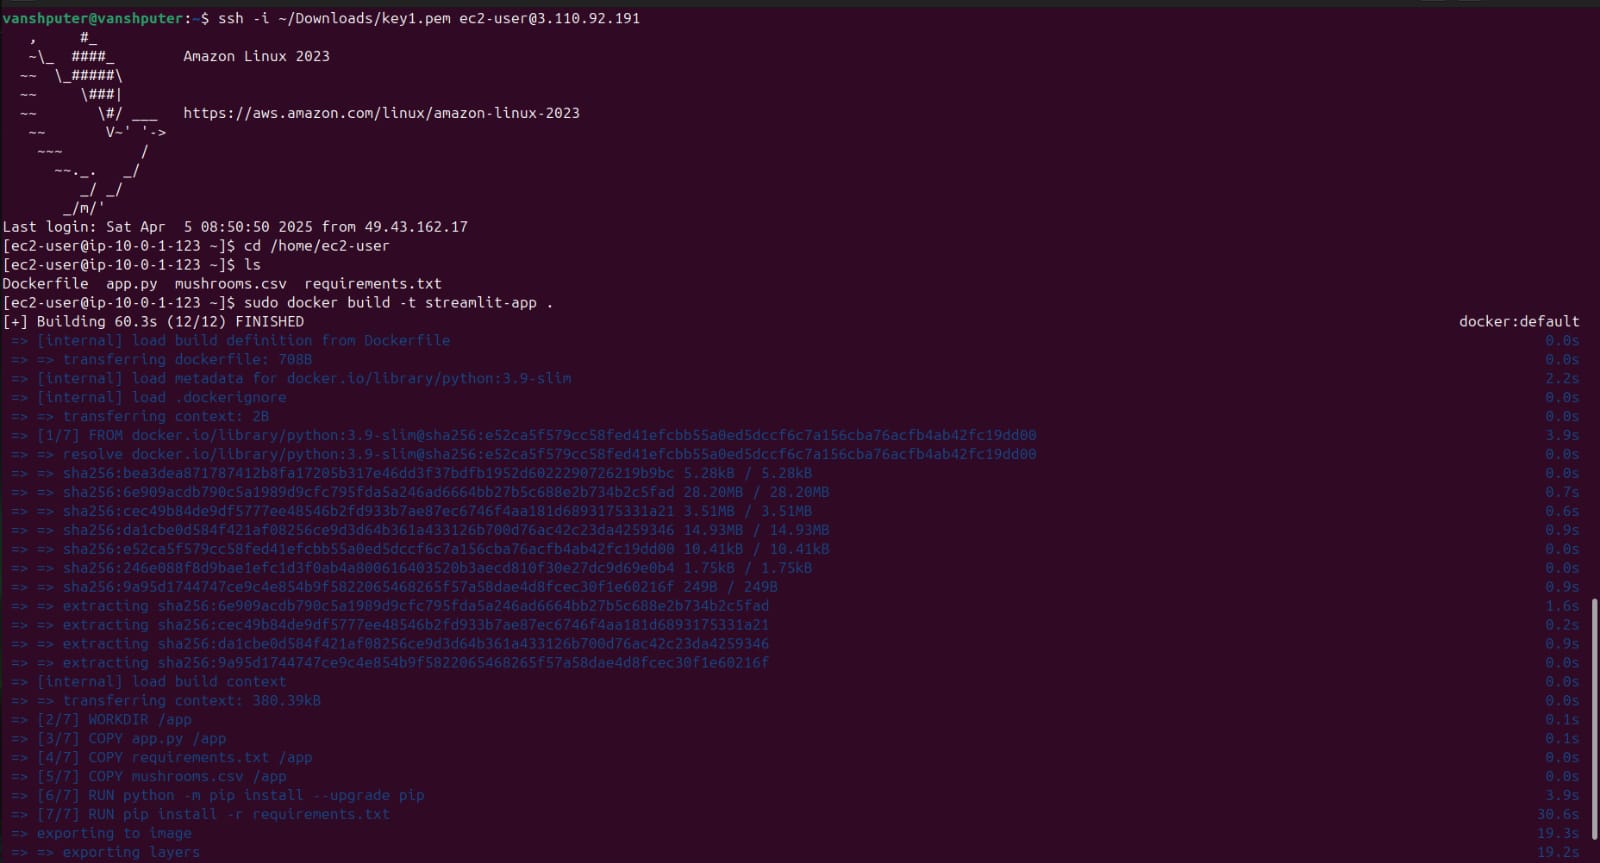 vanshputer@vanshputer:~$ ssh -i ~/Downloads/key1.pem ec2-user@3.110.92.191
   ,     #_
   ~\_  ####_        Amazon Linux 2023
  ~~  \_#####\
  ~~     \###|
  ~~       \#/ ___   https://aws.amazon.com/linux/amazon-linux-2023
   ~~       V~' '->
    ~~~         /
      ~~._.   _/
         _/ _/
       _/m/'
Last login: Sat Apr  5 08:50:50 2025 from 49.43.162.17
[ec2-user@ip-10-0-1-123 ~]$ cd /home/ec2-user
[ec2-user@ip-10-0-1-123 ~]$ ls
Dockerfile  app.py  mushrooms.csv  requirements.txt
[ec2-user@ip-10-0-1-123 ~]$ sudo docker build -t streamlit-app .
[+] Building 60.3s (12/12) FINISHED docker:default
=> [internal] load build definition from Dockerfile 0.0s
=> => transferring dockerfile: 708B 0.0s
=> [internal] load metadata for docker.io/library/python:3.9-slim 2.2s
=> [internal] load .dockerignore 0.0s
=> => transferring context: 2B 0.0s
=> [1/7] FROM docker.io/library/python:3.9-slim@sha256:e52ca5f579cc58fed41efcbb55a0ed5dccf6c7a156cba76acfb4ab42fc19dd00 3.9s
=> => resolve docker.io/library/python:3.9-slim@sha256:e52ca5f579cc58fed41efcbb55a0ed5dccf6c7a156cba76acfb4ab42fc19dd00 0.0s
=> => sha256:bea3dea871787412b8fa17205b317e46dd3f37bdfb1952d6022290726219b9bc 5.28kB / 5.28kB 0.0s
=> => sha256:6e909acdb790c5a1989d9cfc795fda5a246ad6664bb27b5c688e2b734b2c5fad 28.20MB / 28.20MB 0.7s
=> => sha256:cec49b84de9df5777ee48546b2fd933b7ae87ec6746f4aa181d6893175331a21 3.51MB / 3.51MB 0.6s
=> => sha256:da1cbe0d584f421af08256ce9d3d64b361a433126b700d76ac42c23da4259346 14.93MB / 14.93MB 0.9s
=> => sha256:e52ca5f579cc58fed41efcbb55a0ed5dccf6c7a156cba76acfb4ab42fc19dd00 10.41kB / 10.41kB 0.0s
=> => sha256:246e088f8d9bae1efc1d3f0ab4a800616403520b3aecd810f30e27dc9d69e0b4 1.75kB / 1.75kB 0.0s
=> => sha256:9a95d1744747ce9c4e854b9f5822065468265f57a58dae4d8fcec30f1e60216f 249B / 249B 0.9s
=> => extracting sha256:6e909acdb790c5a1989d9cfc795fda5a246ad6664bb27b5c688e2b734b2c5fad 1.6s
=> => extracting sha256:cec49b84de9df5777ee48546b2fd933b7ae87ec6746f4aa181d6893175331a21 0.2s
=> => extracting sha256:da1cbe0d584f421af08256ce9d3d64b361a433126b700d76ac42c23da4259346 0.9s
=> => extracting sha256:9a95d1744747ce9c4e854b9f5822065468265f57a58dae4d8fcec30f1e60216f 0.0s
=> [internal] load build context 0.0s
=> => transferring context: 380.39kB 0.0s
=> [2/7] WORKDIR /app 0.1s
=> [3/7] COPY app.py /app 0.1s
=> [4/7] COPY requirements.txt /app 0.0s
=> [5/7] COPY mushrooms.csv /app 0.0s
=> [6/7] RUN python -m pip install --upgrade pip 3.9s
=> [7/7] RUN pip install -r requirements.txt 30.6s
=> exporting to image 19.3s
=> => exporting layers 19.2s